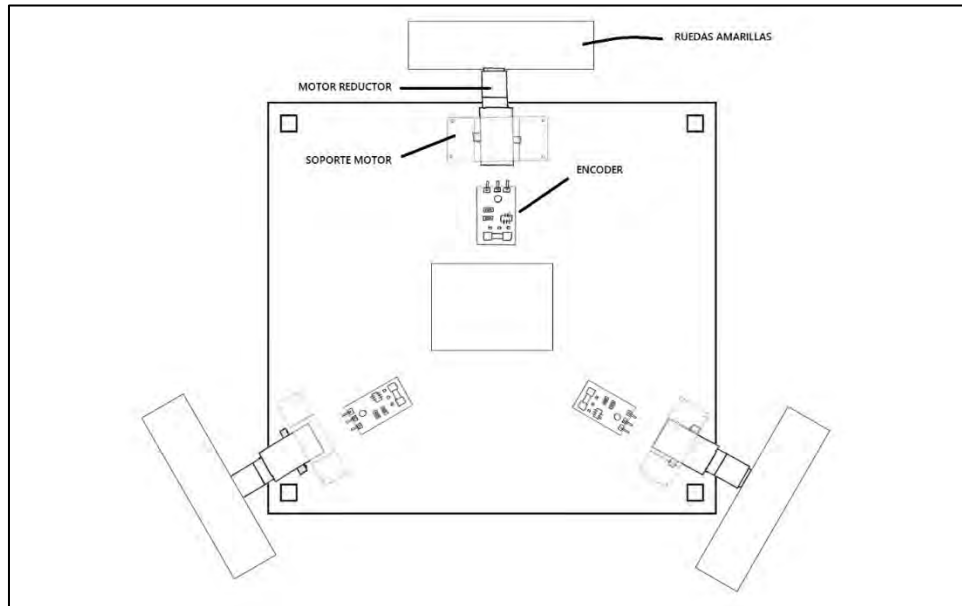 RUEDAS AMARILLAS
MOTOR REDUCTOR
SOPORTE MOTOR
ENCODER